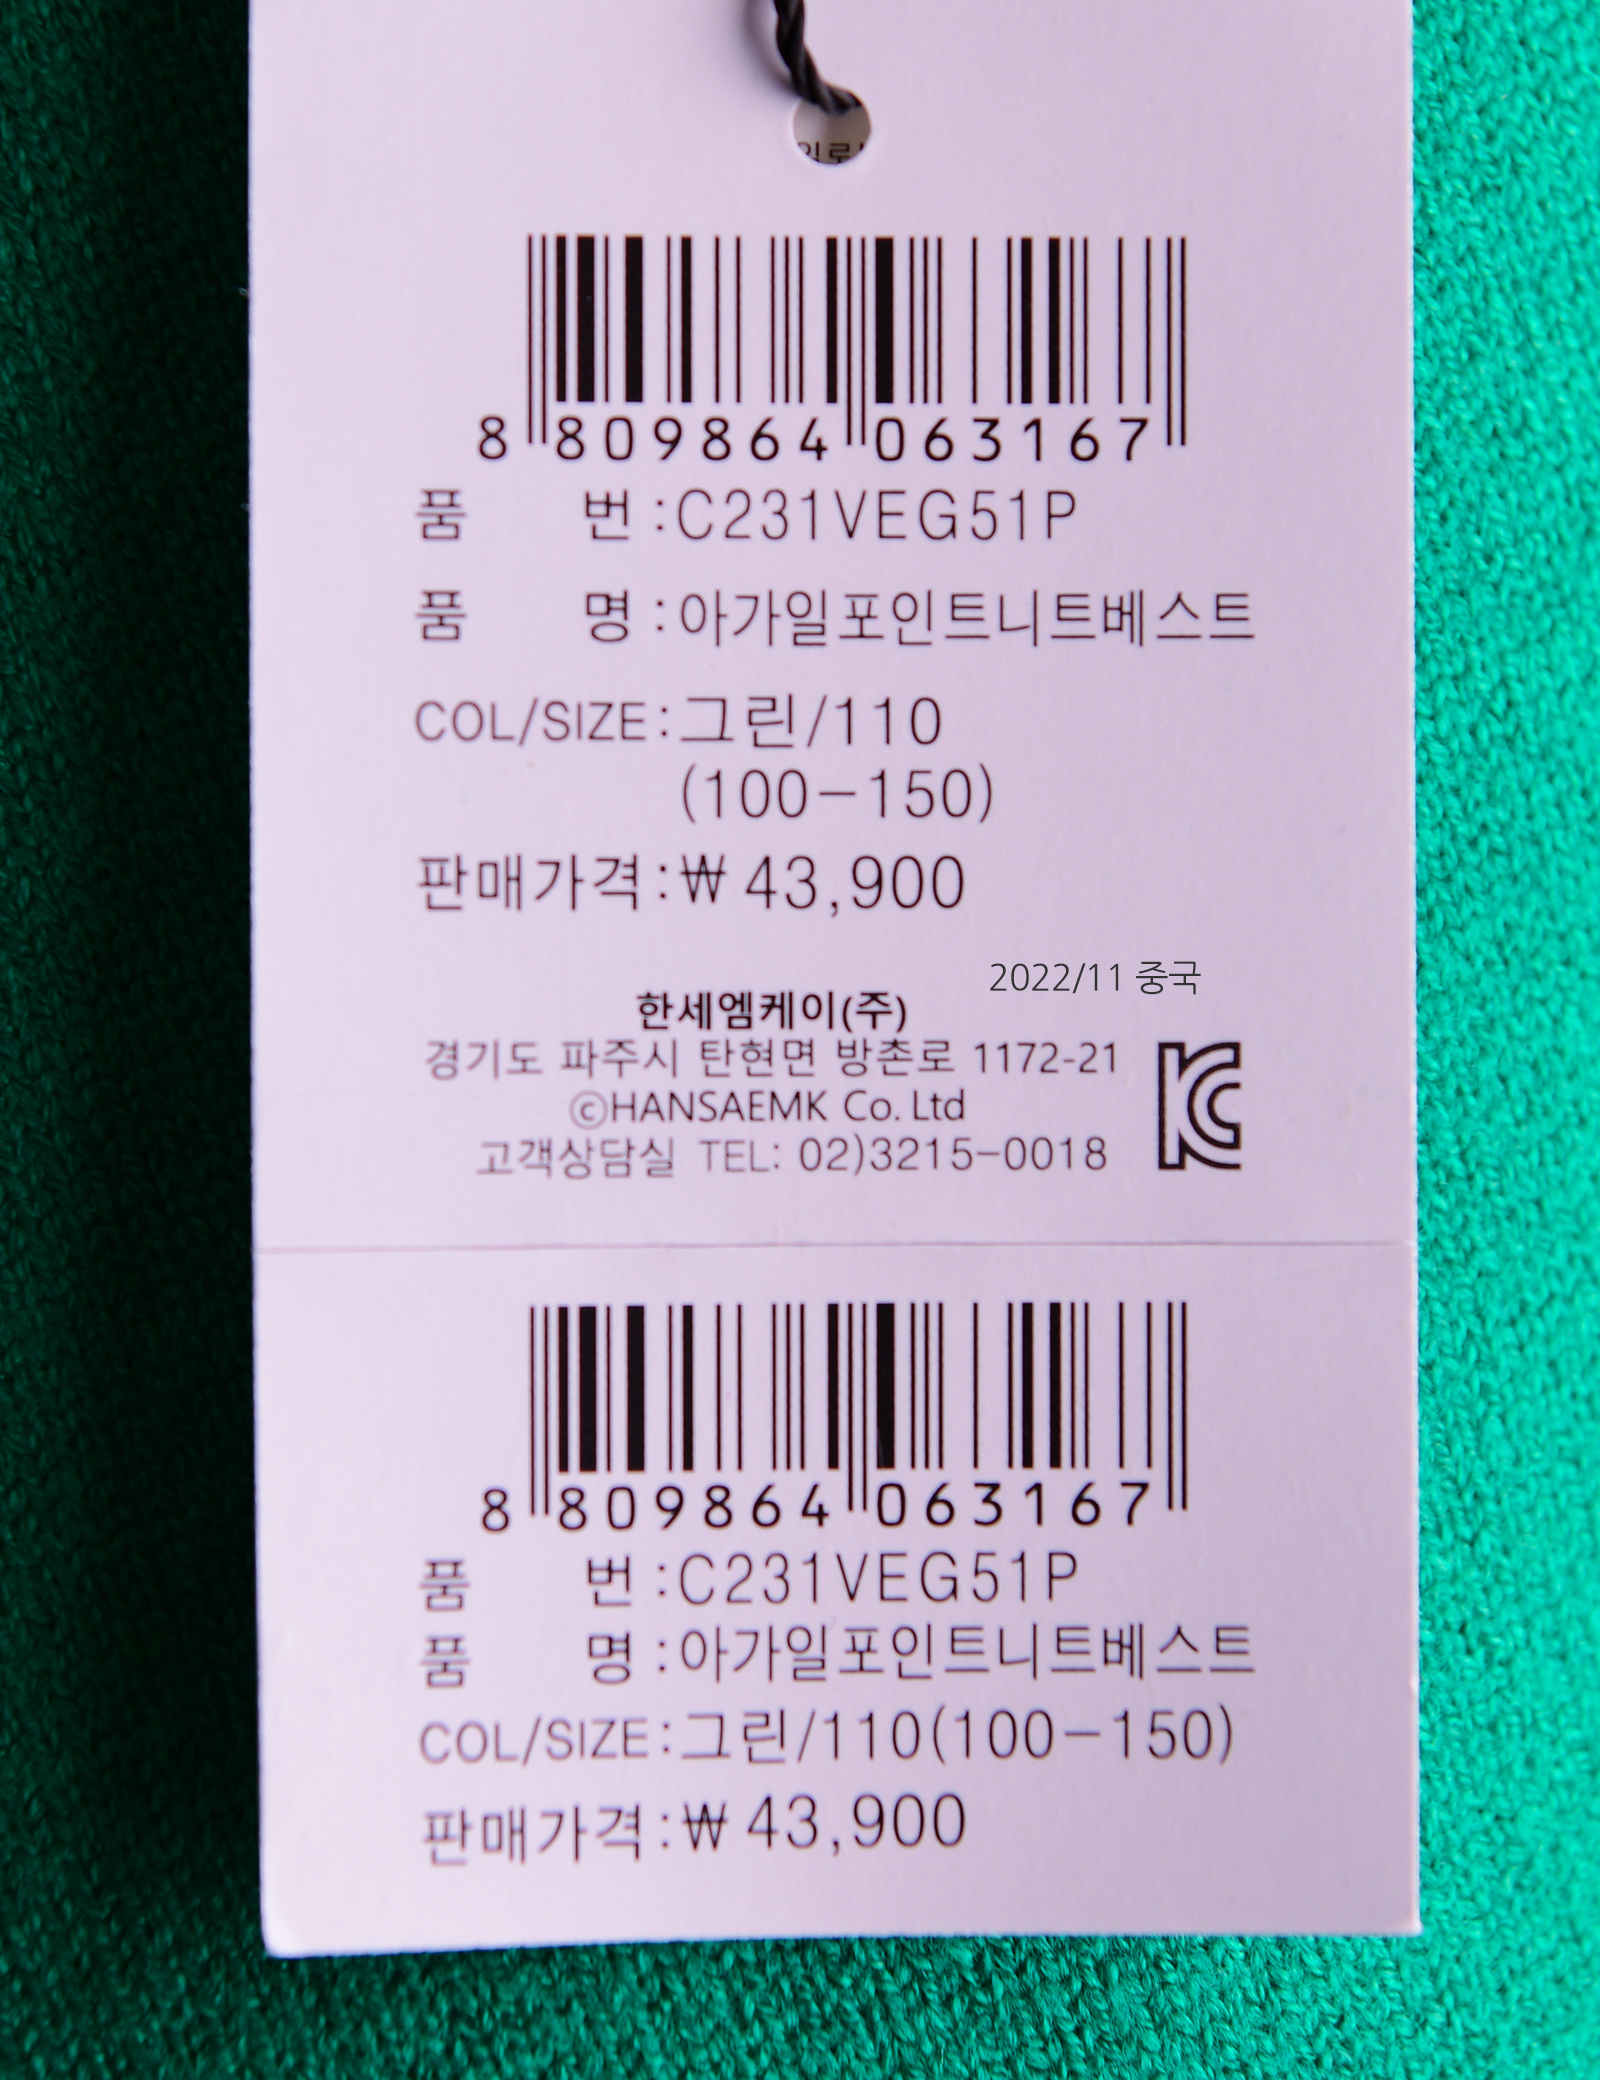 8 809864 063167
품 번 : C231VEG51P
품 명 : 아가일포인트니트베스트
COL/SIZE : 그린/110
(100-150)
판매가격 : ₩ 43,900
2022/11 중국
한세엠케이(주)
경기도 파주시 탄현면 방촌로 1172-21
ⓒHANSAEMK Co. Ltd
고객상담실 TEL: 02)3215-0018
8 809864 063167
품 번 : C231VEG51P
품 명 : 아가일포인트니트베스트
COL/SIZE : 그린/110(100-150)
판매가격 : ₩ 43,900